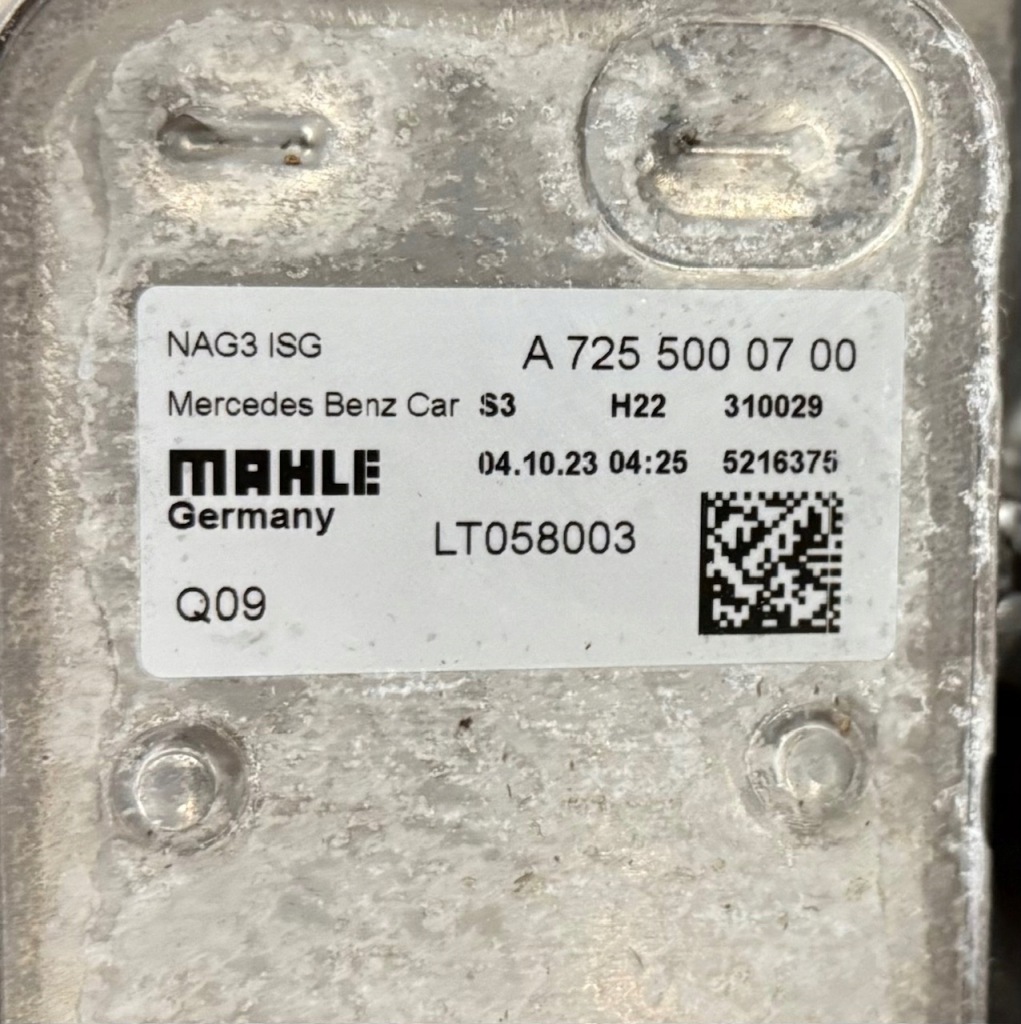 NAG3 ISG
A 725 500 07 00
Mercedes Benz Car S3 H22 310029
MAHLE 04.10.23 04:25 5216375
Germany
LT058003
Q09